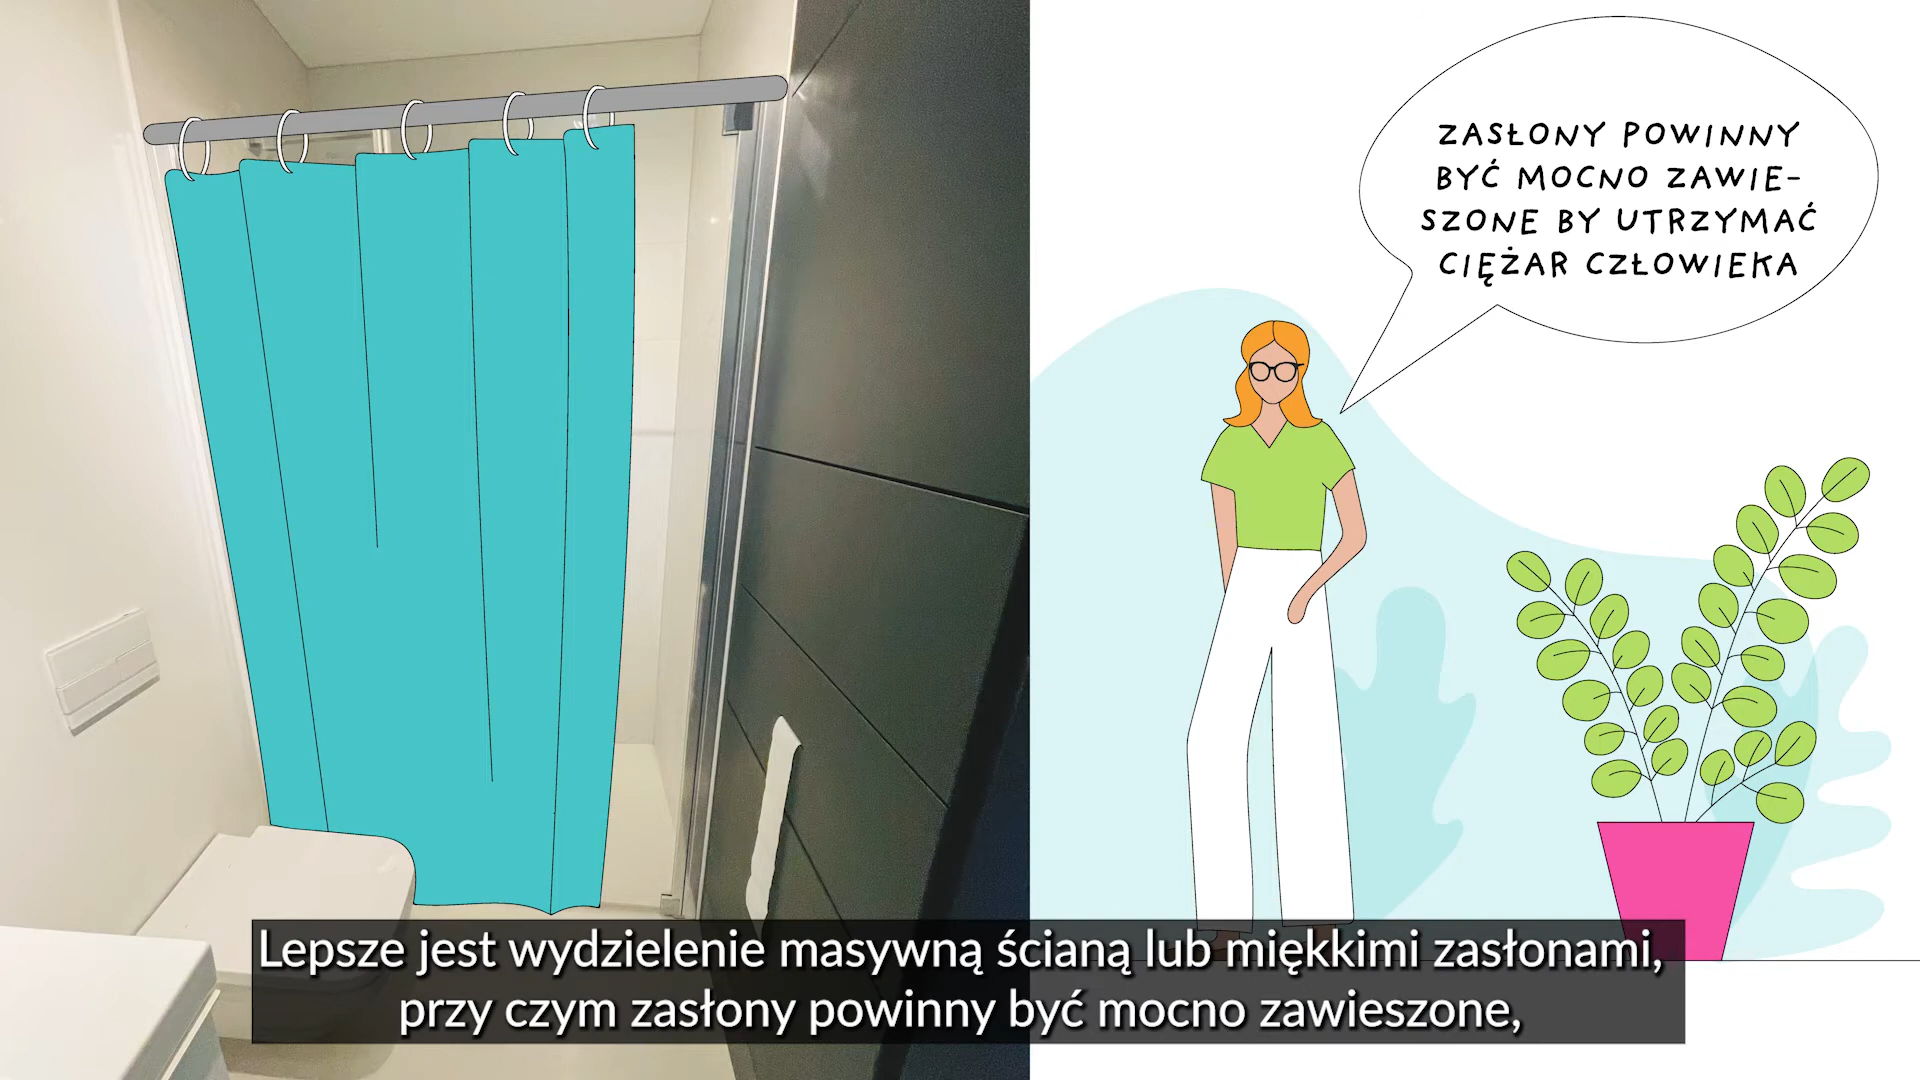 ZASŁONY POWINNY
BYĆ MOCNO ZAWIE-
SZONE BY UTRZYMAĆ
CIĘŻAR CZŁOWIEKA
Lepsze jest wydzielenie masywną ścianą lub miękkimi zasłonami,
przy czym zasłony powinny być mocno zawieszone,